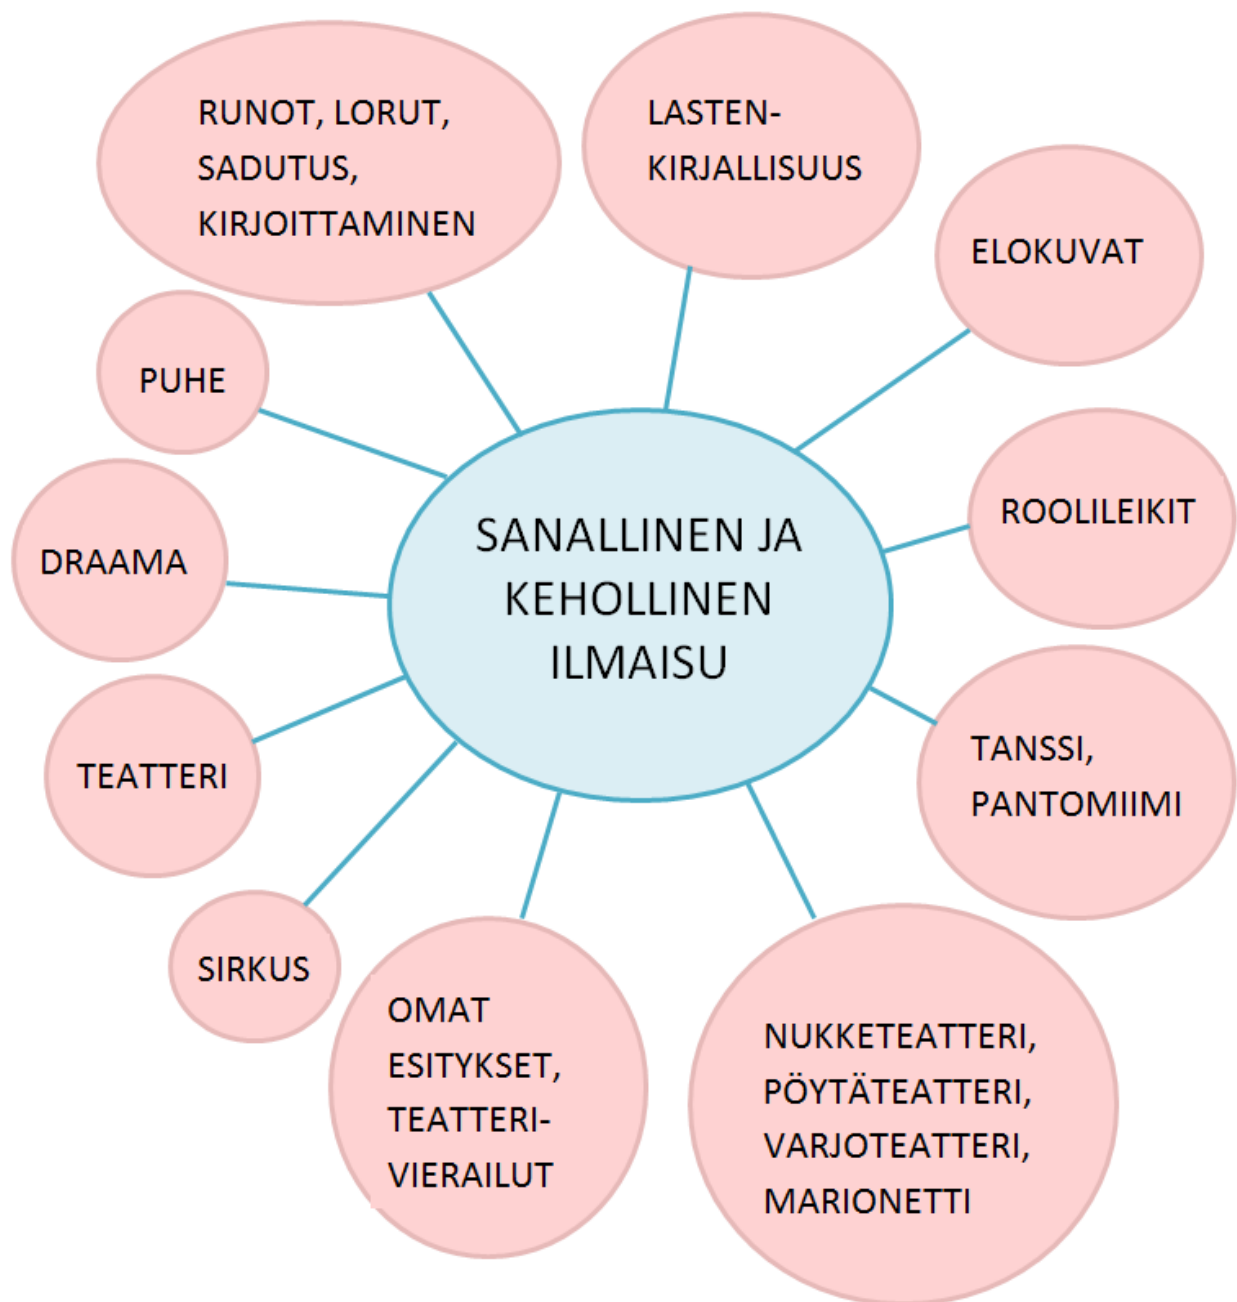 RUNOT, LORUT,
SADUTUS,
KIRJOITTAMINEN
LASTEN-
KIRJALLISUUS
ELOKUVAT
PUHE
ROOLILEIKIT
SANALLINEN JA
KEHOLLINEN
ILMAISU
DRAAMA
TEATTERI
TANSSI,
PANTOMIIMI
SIRKUS
OMAT
ESITYKSET,
TEATTERI-
VIERAILUT
NUKKETEATTERI,
PÖYTÄTEATTERI,
VARJOTEATTERI,
MARIONETTI